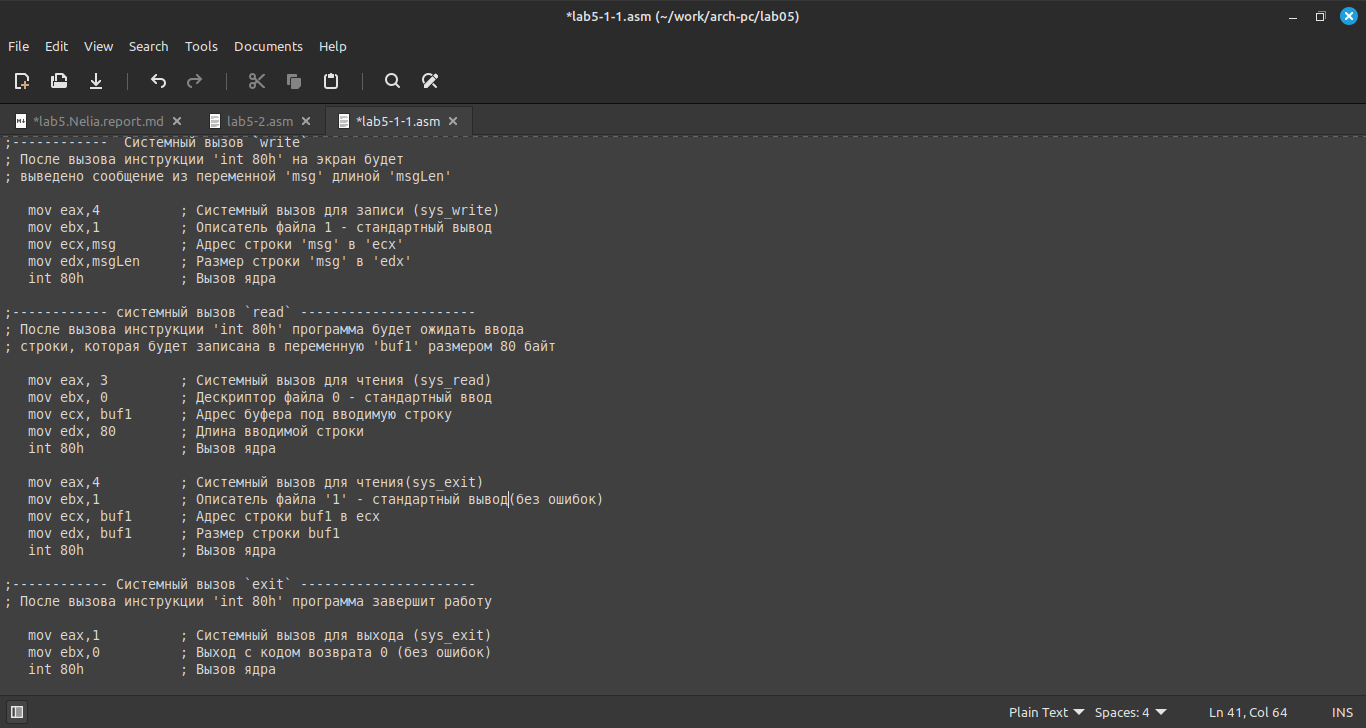 *lab5-1-1.asm (~/work/arch-pc/lab05)
File Edit View Search Tools Documents Help
*lab5.Nelia.report.md lab5-2.asm *lab5-1-1.asm
;------------  Системный вызов `write`
; После вызова инструкции 'int 80h' на экран будет
; выведено сообщение из переменной 'msg' длиной 'msgLen'
mov eax,4          ; Системный вызов для записи (sys_write)
mov ebx,1          ; Описатель файла 1 - стандартный вывод
mov ecx,msg        ; Адрес строки 'msg' в 'ecx'
mov edx,msgLen     ; Размер строки 'msg' в 'edx'
int 80h            ; Вызов ядра
;------------ системный вызов `read` ----------------------
; После вызова инструкции 'int 80h' программа будет ожидать ввода
; строки, которая будет записана в переменную 'buf1' размером 80 байт
mov eax, 3         ; Системный вызов для чтения (sys_read)
mov ebx, 0         ; Дескриптор файла 0 - стандартный ввод
mov ecx, buf1      ; Адрес буфера под вводимую строку
mov edx, 80        ; Длина вводимой строки
int 80h            ; Вызов ядра
mov eax,4          ; Системный вызов для чтения(sys_exit)
mov ebx,1          ; Описатель файла '1' - стандартный вывод(без ошибок)
mov ecx, buf1      ; Адрес строки buf1 в ecx
mov edx, buf1      ; Размер строки buf1
int 80h            ; Вызов ядра
;------------ Системный вызов `exit` ----------------------
; После вызова инструкции 'int 80h' программа завершит работу
mov eax,1          ; Системный вызов для выхода (sys_exit)
mov ebx,0          ; Выход с кодом возврата 0 (без ошибок)
int 80h            ; Вызов ядра
Plain Text Spaces: 4 Ln 41, Col 64 INS